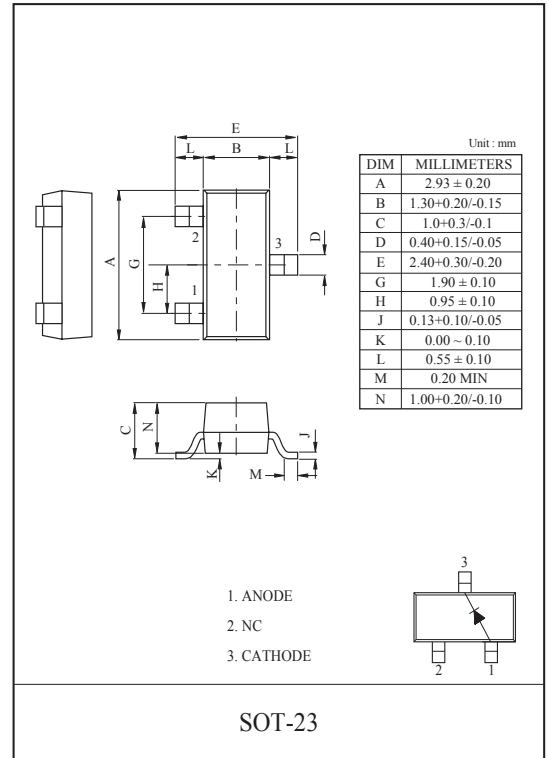 E
L B L
A
G
H
2
1
3
D
Unit : mm
DIM MILLIMETERS
A 2.93 ± 0.20
B 1.30+0.20/-0.15
C 1.0+0.3/-0.1
D 0.40+0.15/-0.05
E 2.40+0.30/-0.20
G 1.90 ± 0.10
H 0.95 ± 0.10
J 0.13+0.10/-0.05
K 0.00 ~ 0.10
L 0.55 ± 0.10
M 0.20 MIN
N 1.00+0.20/-0.10
C
N
K
M
J
1. ANODE
2. NC
3. CATHODE
3
2 1
SOT-23